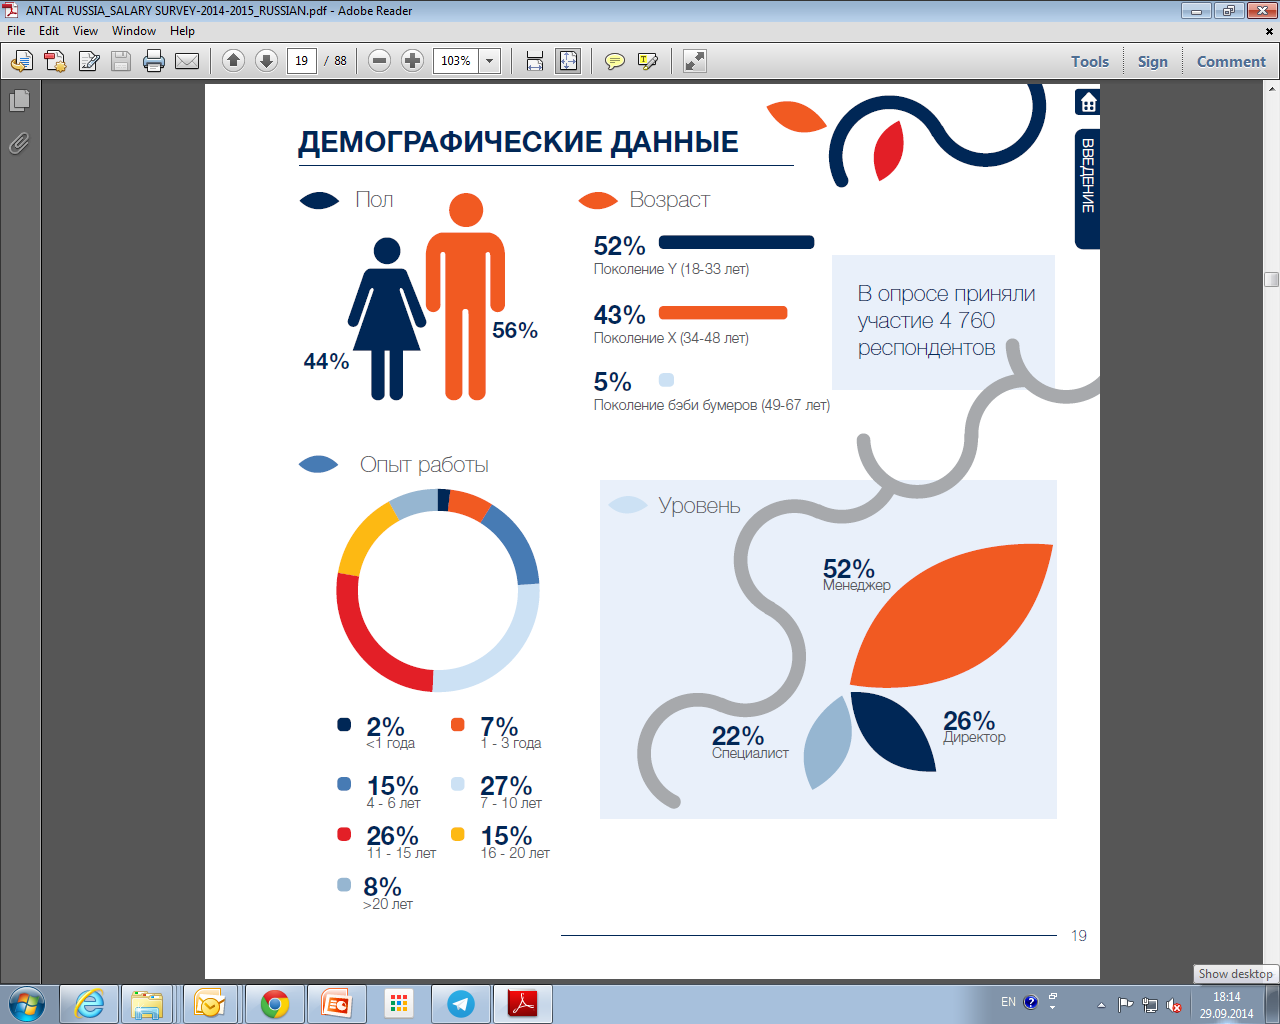 ANTAL RUSSIA_SALARY SURVEY-2014-2015_RUSSIAN.pdf - Adobe Reader
File Edit View Window Help
19 / 88 103% Tools Sign Comment
ДЕМОГРАФИЧЕСКИЕ ДАННЫЕ
ВВЕДЕНИЕ
Пол
44%
56%
Возраст
52%
Поколение Y (18-33 лет)
43%
Поколение X (34-48 лет)
5%
Поколение бэби бумеров (49-67 лет)
В опросе приняли
участие 4 760
респондентов
Опыт работы
2% 7%
<1 года 1 - 3 года
15% 27%
4 - 6 лет 7 - 10 лет
26% 15%
11 - 15 лет 16 - 20 лет
8%
>20 лет
Уровень
52%
Менеджер
26%
Директор
22%
Специалист
19
Show desktop
EN 18:14
29.09.2014